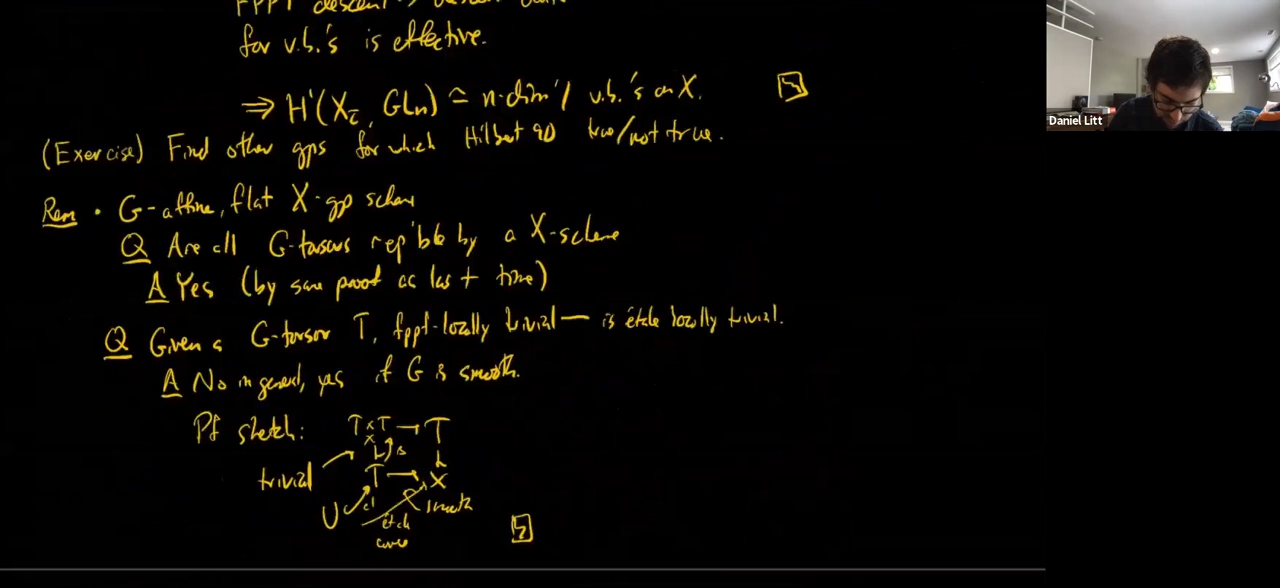 FPPF descent
for v.b.'s is effective.
⇒ H¹(X_τ, GLn) ≃ n-dim'l v.b.'s on X.
(Exercise) Find other gps for which Hilbert 90 true/not true.
Rem • G-affine, flat X-gp scheme
Q Are all G-torsors rep'ble by a X-scheme
A Yes (by same proof as last time)
Q Given a G-torsor T, fppf-locally trivial — is étale locally trivial.
A No in general, yes if G is smooth.
Pf sketch: T ×_X T → T
trivial
T → X
U
étale cover
smooth
Daniel Litt